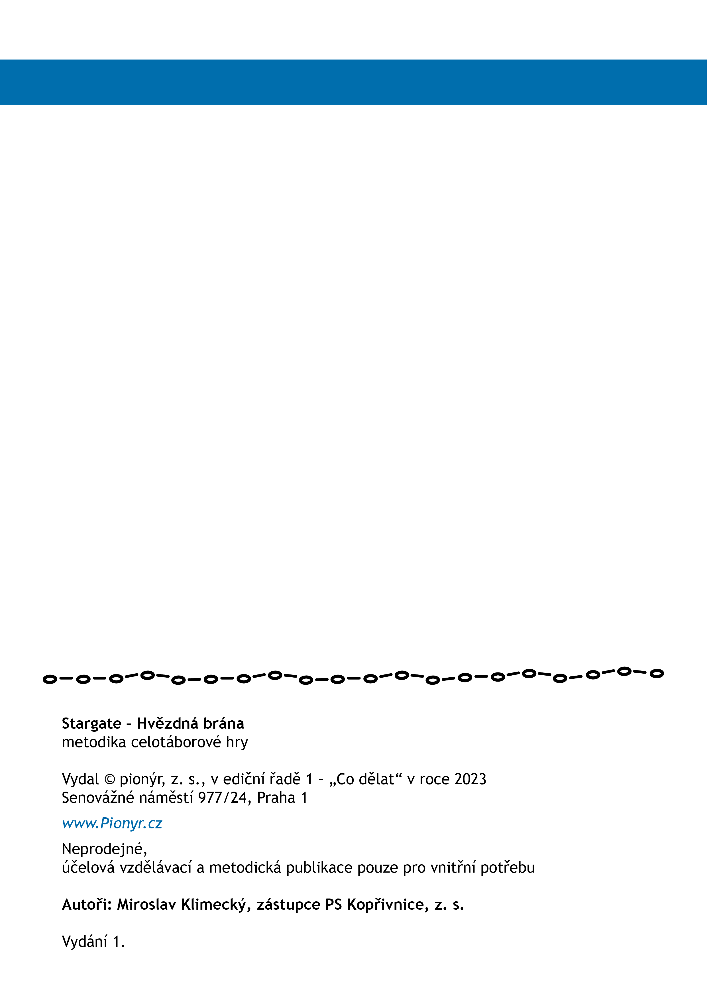 Stargate – Hvězdná brána
metodika celotáborové hry
Vydal © pionýr, z. s., v ediční řadě 1 – „Co dělat“ v roce 2023
Senovážné náměstí 977/24, Praha 1
www.Pionyr.cz
Neprodejné,
účelová vzdělávací a metodická publikace pouze pro vnitřní potřebu
Autoři: Miroslav Klimecký, zástupce PS Kopřivnice, z. s.
Vydání 1.